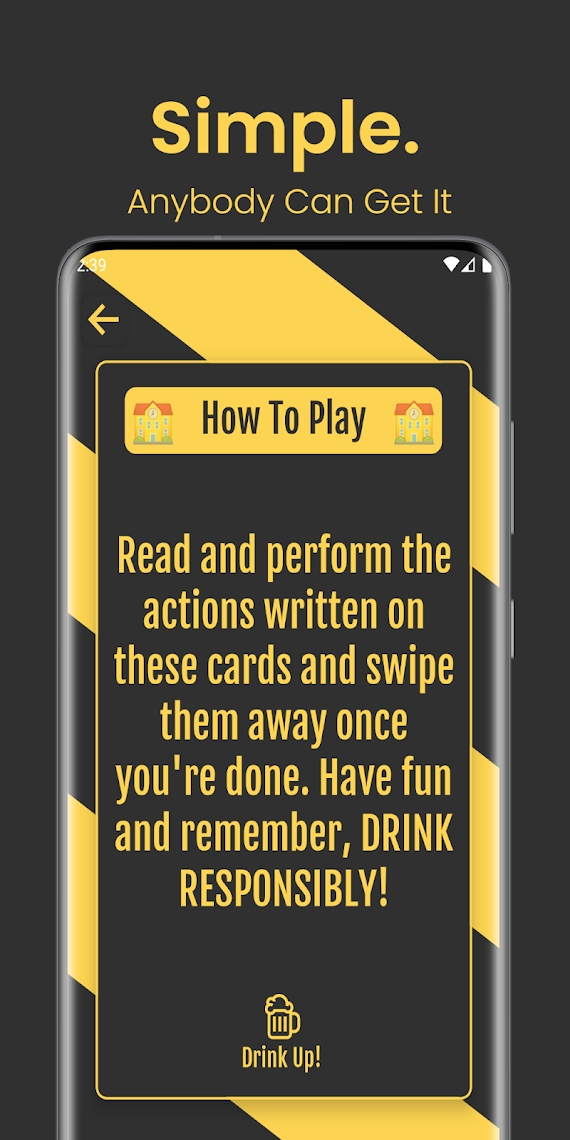 Simple.
Anybody Can Get It
2:39
How To Play
Read and perform the
actions written on
these cards and swipe
them away once
you're done. Have fun
and remember, DRINK
RESPONSIBLY!
Drink Up!